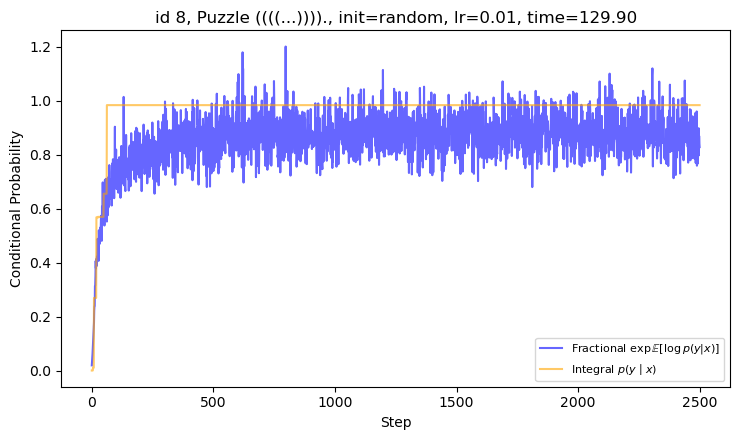 id 8, Puzzle ((((...))))., init=random, lr=0.01, time=129.90
Conditional Probability
1.2
1.0
0.8
0.6
0.4
0.2
0.0
Fractional exp𝔼[log p(y|x)]
Integral p(y | x)
0 500 1000 1500 2000 2500
Step